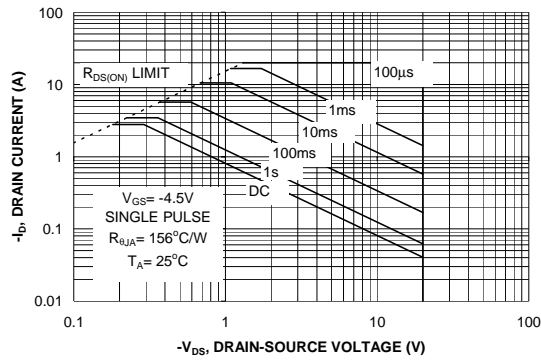 -I_D, DRAIN CURRENT (A)
100
10
1
0.1
0.01
R_DS(ON) LIMIT
100µs
1ms
10ms
100ms
1s
DC
V_GS= -4.5V
SINGLE PULSE
R_θJA= 156°C/W
T_A= 25°C
0.1
1
10
100
-V_DS, DRAIN-SOURCE VOLTAGE (V)